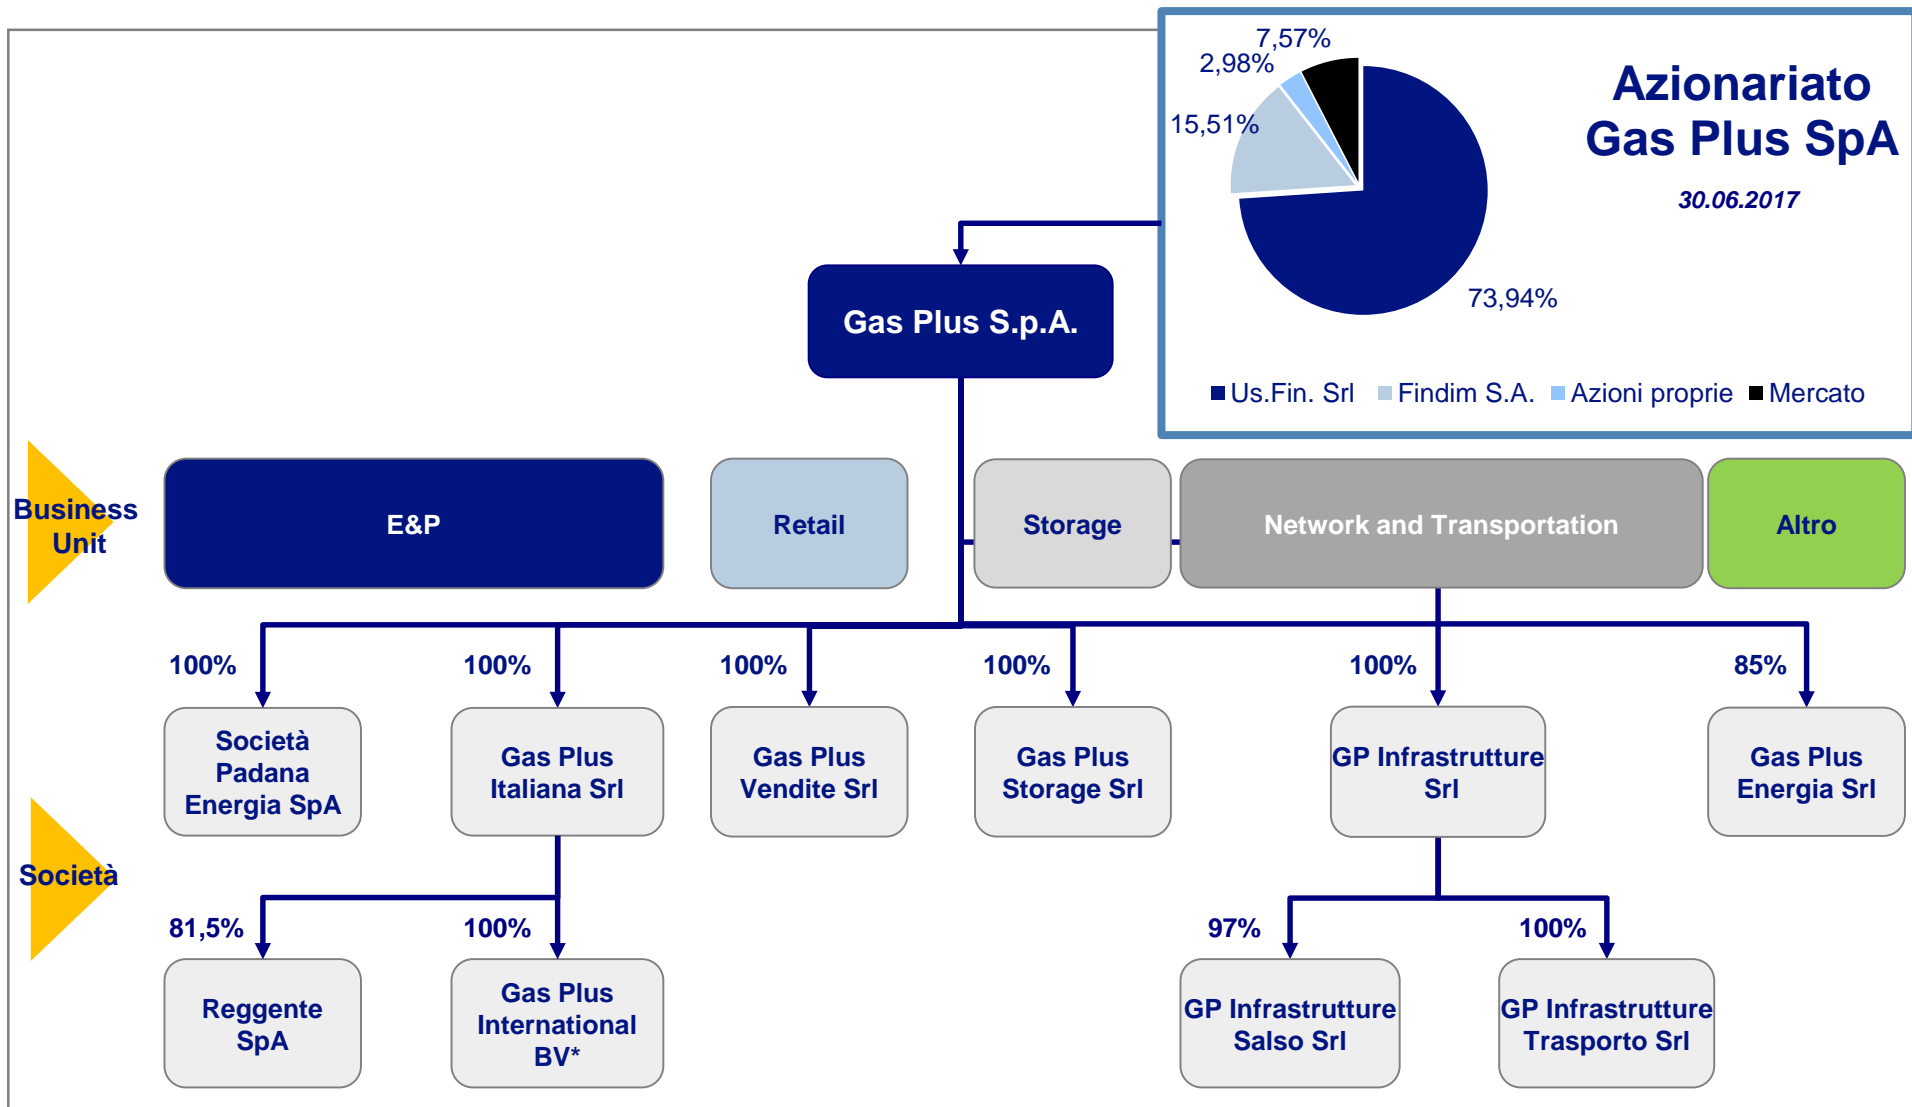 7,57%
2,98%
15,51%
73,94%
Azionariato
Gas Plus SpA
30.06.2017
Us.Fin. Srl
Findim S.A.
Azioni proprie
Mercato
Gas Plus S.p.A.
Business
Unit
E&P
Retail
Storage
Network and Transportation
Altro
100%
100%
100%
100%
100%
85%
Società
Padana
Energia SpA
Gas Plus
Italiana Srl
Gas Plus
Vendite Srl
Gas Plus
Storage Srl
GP Infrastrutture
Srl
Gas Plus
Energia Srl
Società
81,5%
100%
97%
100%
Reggente
SpA
Gas Plus
International
BV*
GP Infrastrutture
Salso Srl
GP Infrastrutture
Trasporto Srl